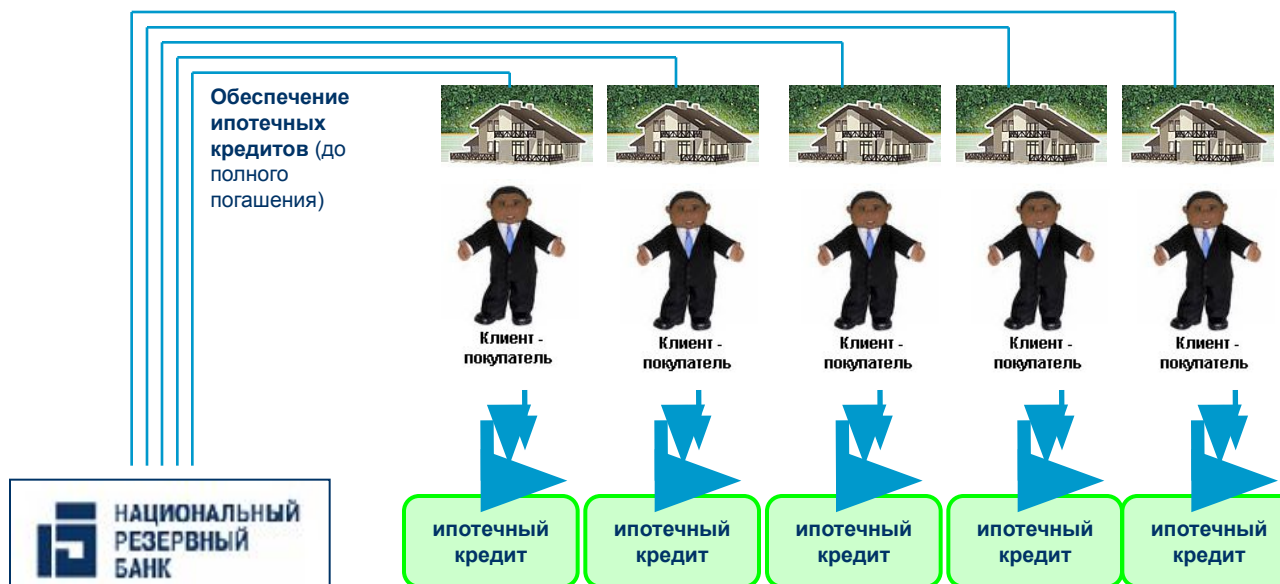 Обеспечение
ипотечных
кредитов (до
полного
погашения)
Клиент -
покупатель
Клиент -
покупатель
Клиент -
покупатель
Клиент -
покупатель
Клиент -
покупатель
НАЦИОНАЛЬНЫЙ
РЕЗЕРВНЫЙ
БАНК
ипотечный
кредит
ипотечный
кредит
ипотечный
кредит
ипотечный
кредит
ипотечный
кредит